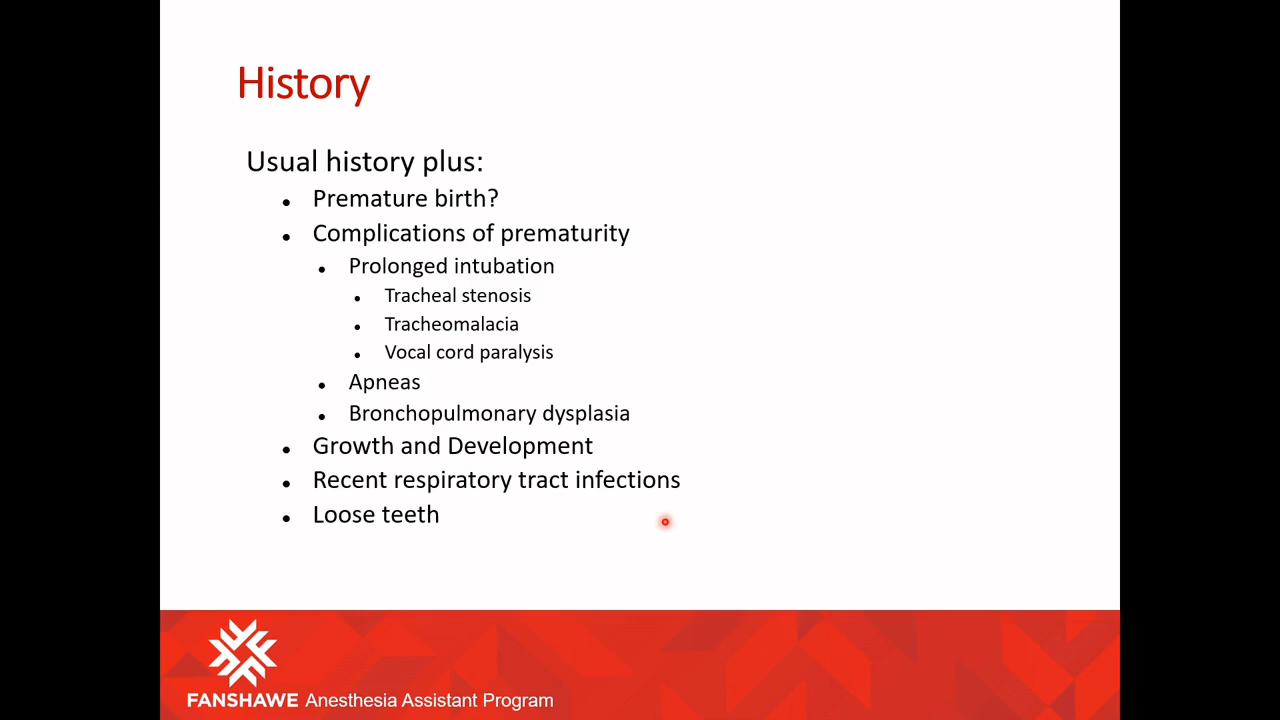 History
Usual history plus:
• Premature birth?
• Complications of prematurity
• Prolonged intubation
• Tracheal stenosis
• Tracheomalacia
• Vocal cord paralysis
• Apneas
• Bronchopulmonary dysplasia
• Growth and Development
• Recent respiratory tract infections
• Loose teeth
FANSHAWE Anesthesia Assistant Program